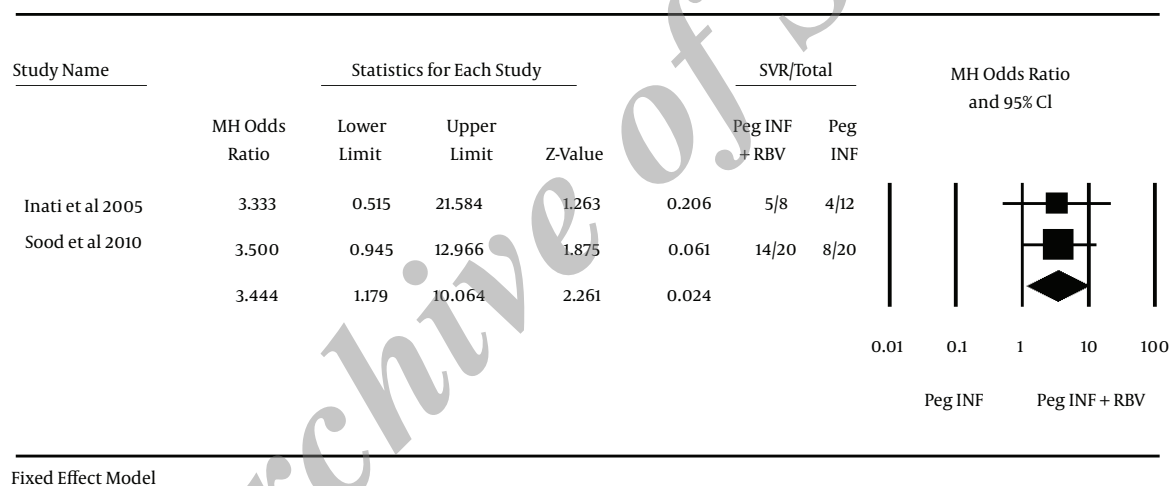 Study Name Statistics for Each Study SVR/Total MH Odds Ratio
and 95% Cl
MH Odds Lower Upper Peg INF Peg
Ratio Limit Limit Z-Value + RBV INF
Inati et al 2005 3.333 0.515 21.584 1.263 0.206 5/8 4/12
Sood et al 2010 3.500 0.945 12.966 1.875 0.061 14/20 8/20
3.444 1.179 10.064 2.261 0.024
0.01 0.1 1 10 100
Peg INF Peg INF + RBV
Fixed Effect Model